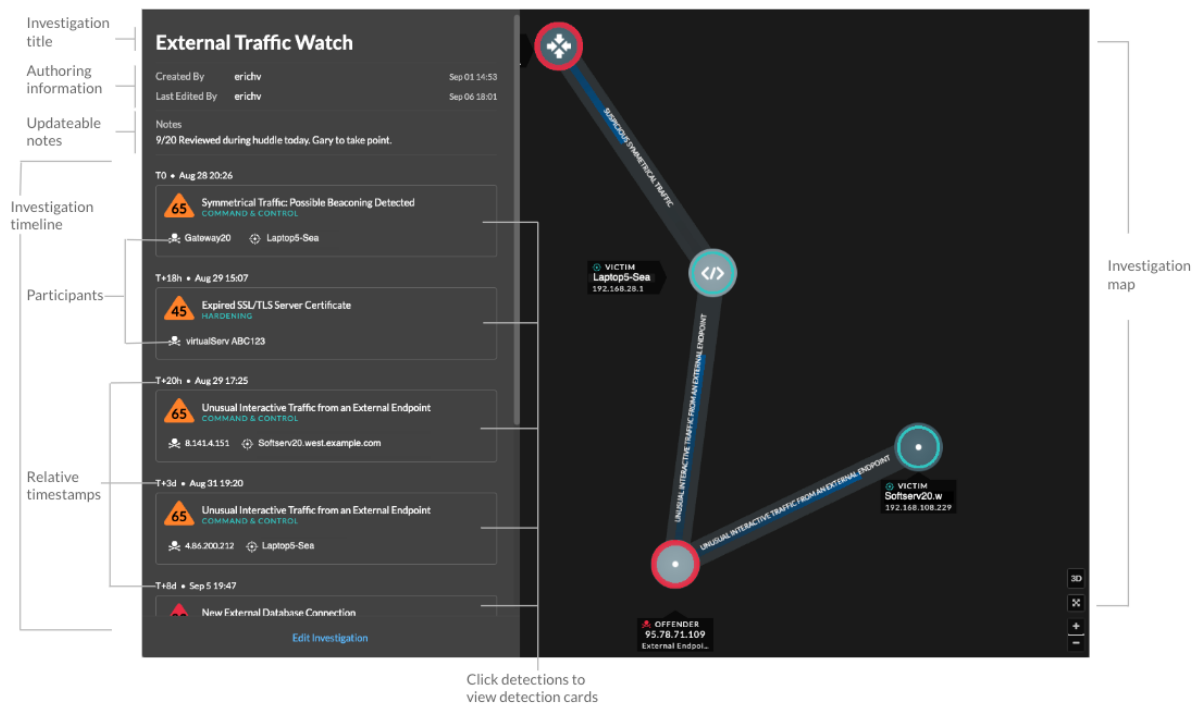 Investigation
title
Authoring
information
Updateable
notes
Investigation
timeline
Participants
Relative
timestamps
External Traffic Watch
Created By erichv Sep 01 14:53
Last Edited By erichv Sep 06 18:01
Notes
9/20 Reviewed during huddle today. Gary to take point.
T0 • Aug 28 20:26
65 Symmetrical Traffic: Possible Beaconing Detected
COMMAND & CONTROL
Gateway20 Laptop5-Sea
T+18h • Aug 29 15:07
45 Expired SSL/TLS Server Certificate
HARDENING
virtualServ ABC123
T+20h • Aug 29 17:25
65 Unusual Interactive Traffic from an External Endpoint
COMMAND & CONTROL
8.141.4.151 Softserv20.west.example.com
T+3d • Aug 31 19:20
65 Unusual Interactive Traffic from an External Endpoint
COMMAND & CONTROL
4.86.200.212 Laptop5-Sea
T+8d • Sep 5 19:47
New External Database Connection
Edit Investigation
SUSPICIOUS SYMMETRICAL TRAFFIC
VICTIM
Laptop5-Sea
192.168.28.1
UNUSUAL INTERACTIVE TRAFFIC FROM AN EXTERNAL ENDPOINT
UNUSUAL INTERACTIVE TRAFFIC FROM AN EXTERNAL ENDPOINT
VICTIM
Softserv20.w
192.168.108.229
OFFENDER
95.78.71.109
External Endpoi...
3D
Investigation
map
Click detections to
view detection cards